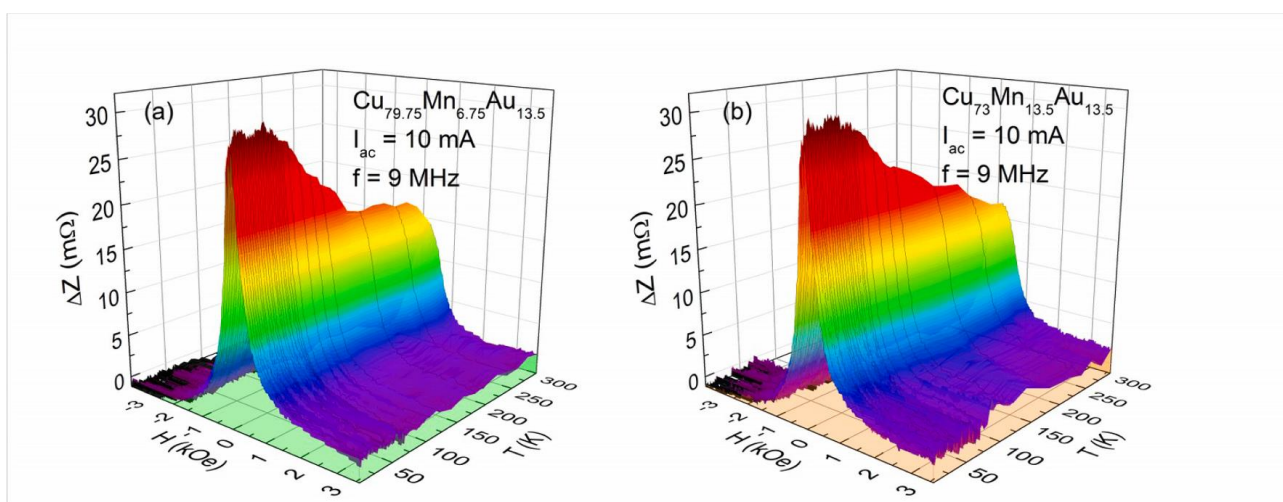 (a)
Cu79.75Mn6.75Au13.5
Iac = 10 mA
f = 9 MHz
30
25
20
15
10
5
0
ΔZ (mΩ)
-3
-2
-1
0
1
2
3
H (kOe)
50
100
150
200
250
300
T (K)
(b)
Cu73Mn13.5Au13.5
Iac = 10 mA
f = 9 MHz
30
25
20
15
10
5
0
ΔZ (mΩ)
-3
-2
-1
0
1
2
3
H (kOe)
50
100
150
200
250
300
T (K)